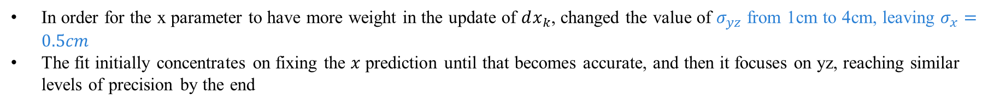 • In order for the x parameter to have more weight in the update of $dx_k$, changed the value of $\sigma_{yz}$ from 1cm to 4cm, leaving $\sigma_x =$
$0.5cm$
• The fit initially concentrates on fixing the $x$ prediction until that becomes accurate, and then it focuses on yz, reaching similar
levels of precision by the end